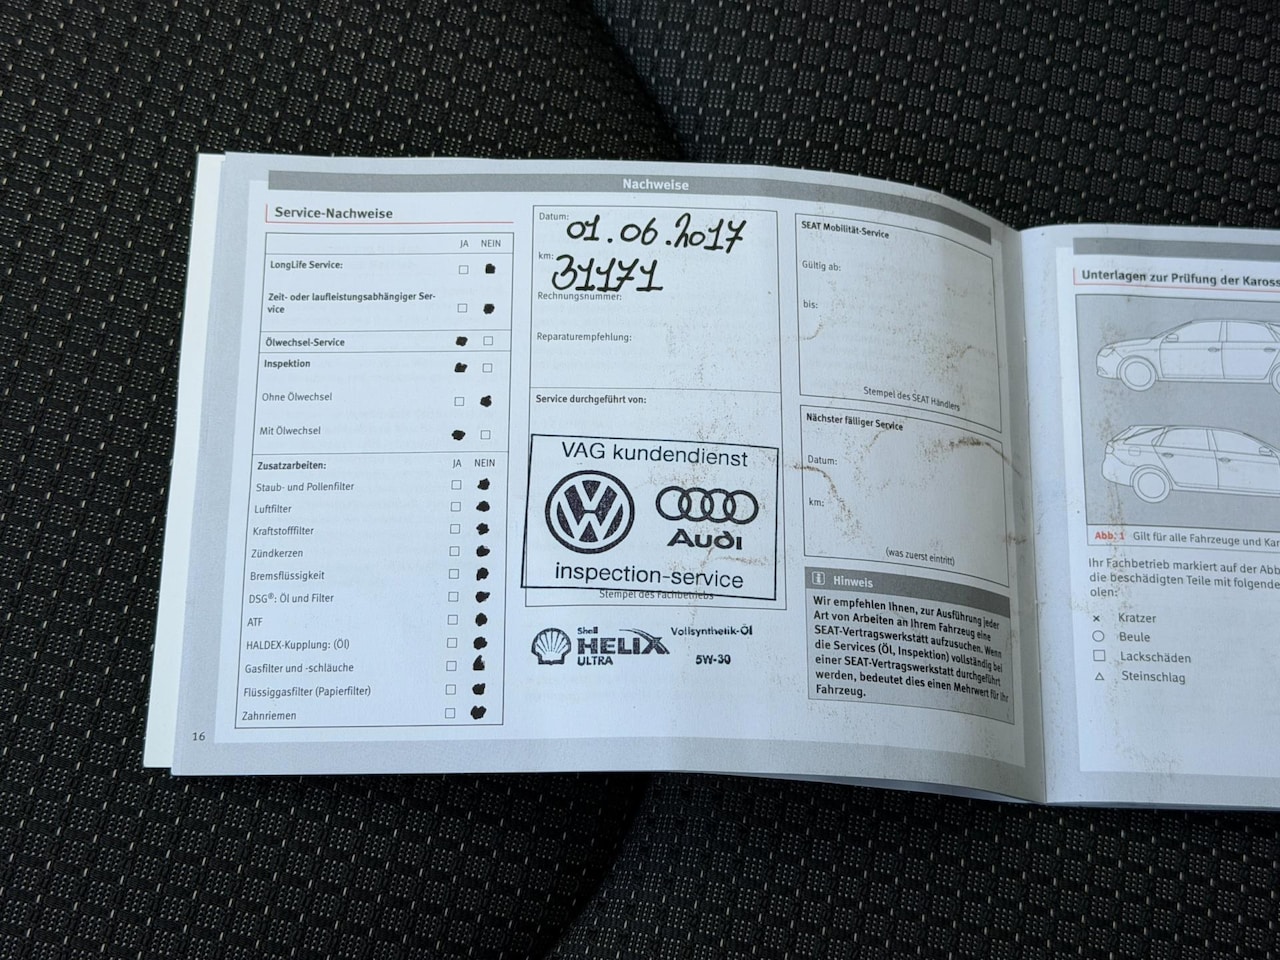 Nachweise
Service-Nachweise
JA NEIN
LongLife Service:
Zeit- oder laufleistungsabhängiger Ser-
vice
Ölwechsel-Service
Inspektion
Ohne Ölwechsel
Mit Ölwechsel
Zusatzarbeiten: JA NEIN
Staub- und Pollenfilter
Luftfilter
Kraftstofffilter
Zündkerzen
Bremsflüssigkeit
DSG®: Öl und Filter
ATF
HALDEX-Kupplung: (Öl)
Gasfilter und -schläuche
Flüssiggasfilter (Papierfilter)
Zahnriemen
16
Datum: 01.06.2017
km: 31171
Rechnungsnummer:
Reparaturempfehlung:
Service durchgeführt von:
VAG kundendienst
Audi
inspection-service
Stempel des Fachbetriebs
Shell
HELIX
ULTRA
Vollsynthetik-Öl
5W-30
SEAT Mobilität-Service
Gültig ab:
bis:
Stempel des SEAT Händlers
Nächster fälliger Service
Datum:
km:
(was zuerst eintritt)
Hinweis
Wir empfehlen Ihnen, zur Ausführung jeder
Art von Arbeiten an Ihrem Fahrzeug eine
SEAT-Vertragswerkstatt aufzusuchen. Wenn
die Services (Öl, Inspektion) vollständig bei
einer SEAT-Vertragswerkstatt durchgeführt
werden, bedeutet dies einen Mehrwert für Ihr
Fahrzeug.
Unterlagen zur Prüfung der Kaross
Abb. 1 Gilt für alle Fahrzeuge und Kar
Ihr Fachbetrieb markiert auf der Abb
die beschädigten Teile mit folgende
olen:
Kratzer
Beule
Lackschäden
Steinschlag